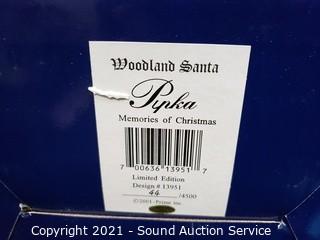 Woodland Santa
Pipka
Memories of Christmas
7 00636 13951 7
Limited Edition
Design # 13951
44 /4500
©2001 Prizm, Inc.
Copyright 2021 - Sound Auction Service